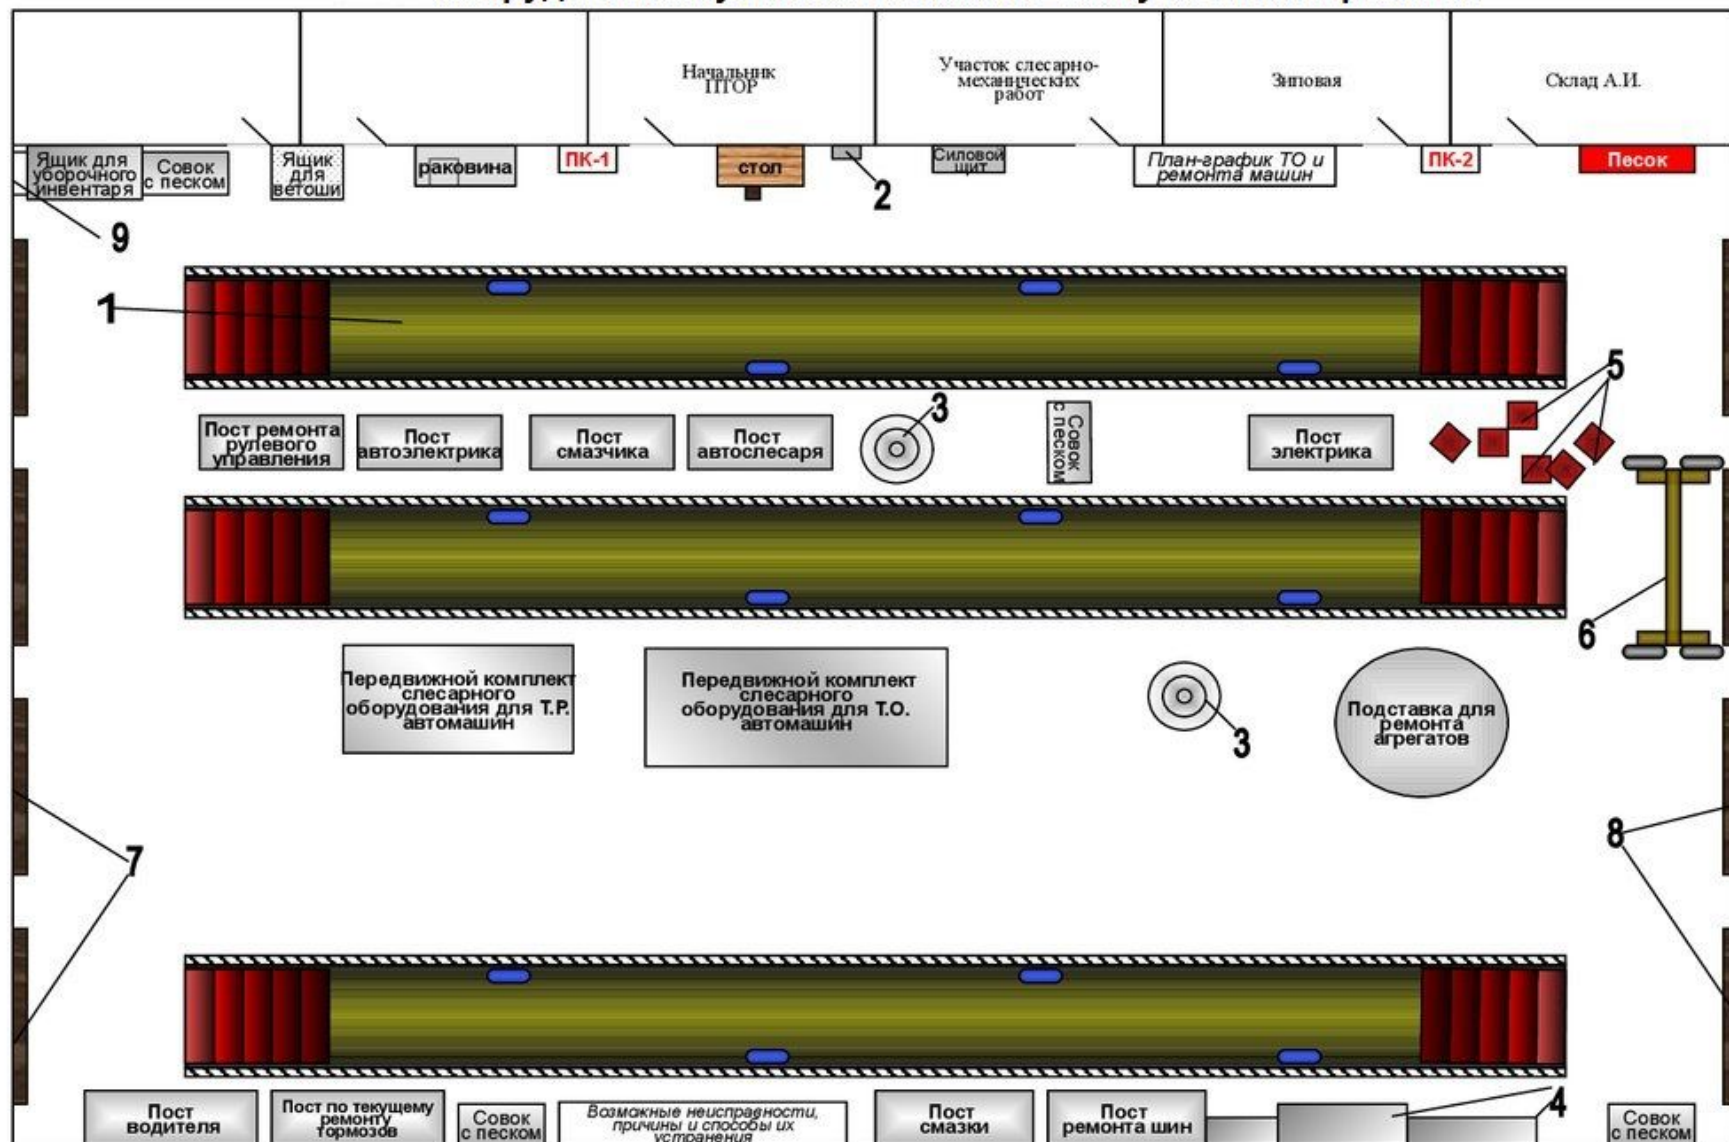 Начальник
ПТОР
Участок слесарно-
механических
работ
Зиповая
Склад А.И.
Ящик для
уборочного
инвентаря
Совок
с песком
Ящик
для
ветоши
раковина
ПК-1
стол
2
Силовой
щит
План-график ТО и
ремонта машин
ПК-2
Песок
9
1
5
3
Пост ремонта
рулевого
управления
Пост
автоэлектрика
Пост
смазчика
Пост
автослесаря
Совок
с песком
Пост
электрика
6
Передвижной комплект
слесарного
оборудования для Т.Р.
автомашин
Передвижной комплект
слесарного
оборудования для Т.О.
автомашин
3
Подставка для
ремонта
агрегатов
7
8
4
Пост
водителя
Пост по текущему
ремонту
тормозов
Совок
с песком
Возможные неисправности,
причины и способы их
устранения
Пост
смазки
Пост
ремонта шин
Совок
с песком